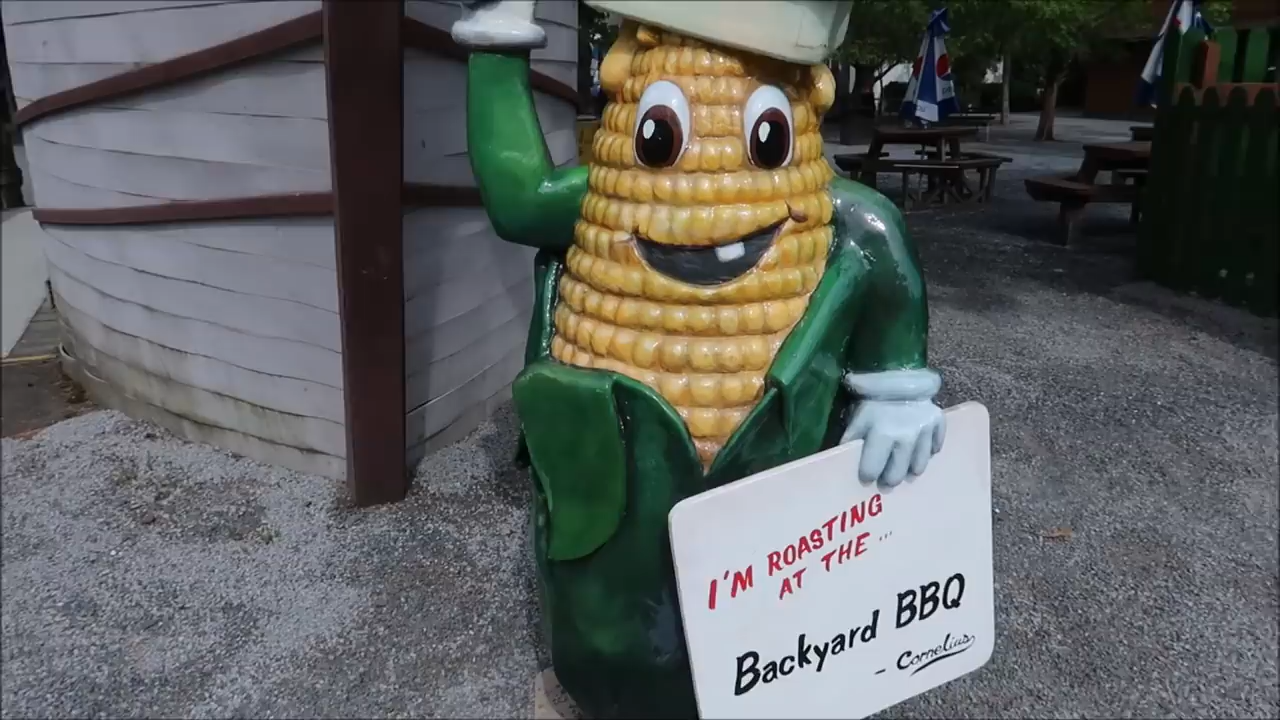 I'M ROASTING
AT THE ...
Backyard BBQ
- Cornelius